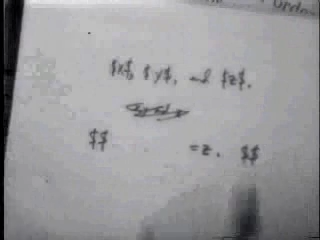 $x$, $y$, and $z$.
$$ =z. $$